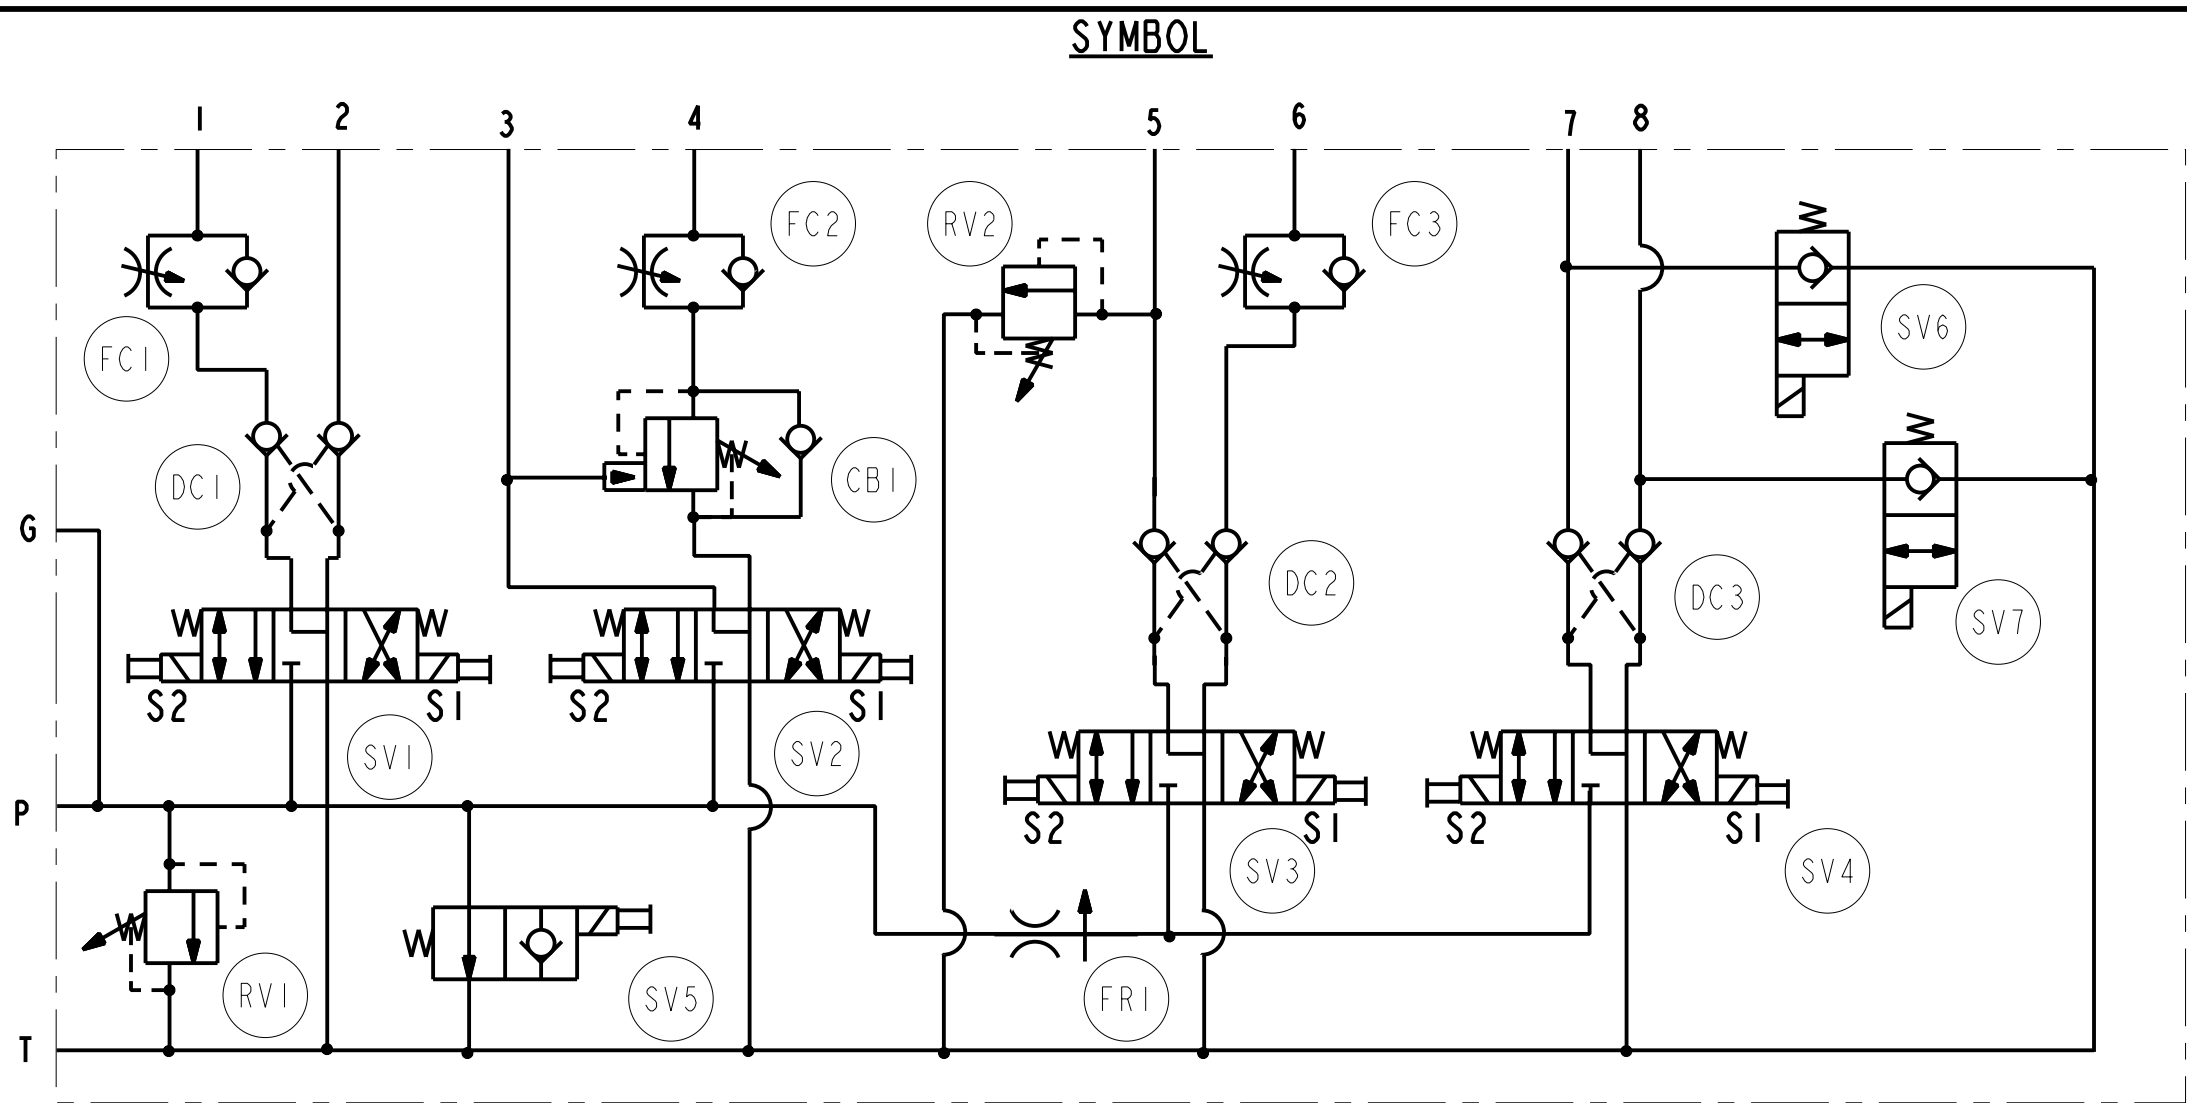 SYMBOL
1 2 3 4 5 6 7 8
FC2 RV2 FC3
FC1 SV6
DC1 CB1
G
DC2 DC3 SV7
S2 S1 S2 S1
SV1 SV2
P
S2 S1 S2 S1
SV3 SV4
RV1 SV5 FR1
T